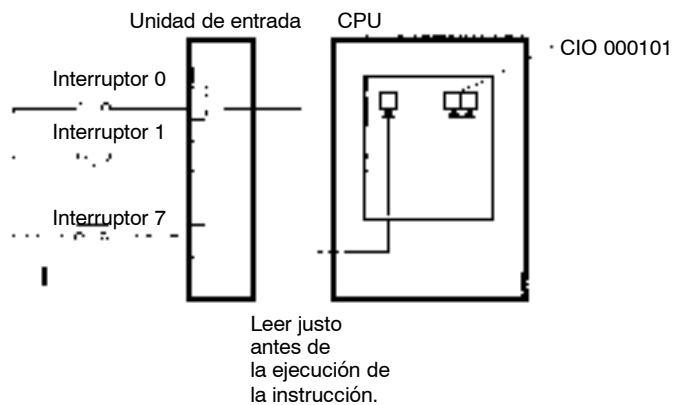 Unidad de entrada
CPU
CIO 000101
Interruptor 0
Interruptor 1
Interruptor 7
Leer justo
antes de
la ejecución de
la instrucción.